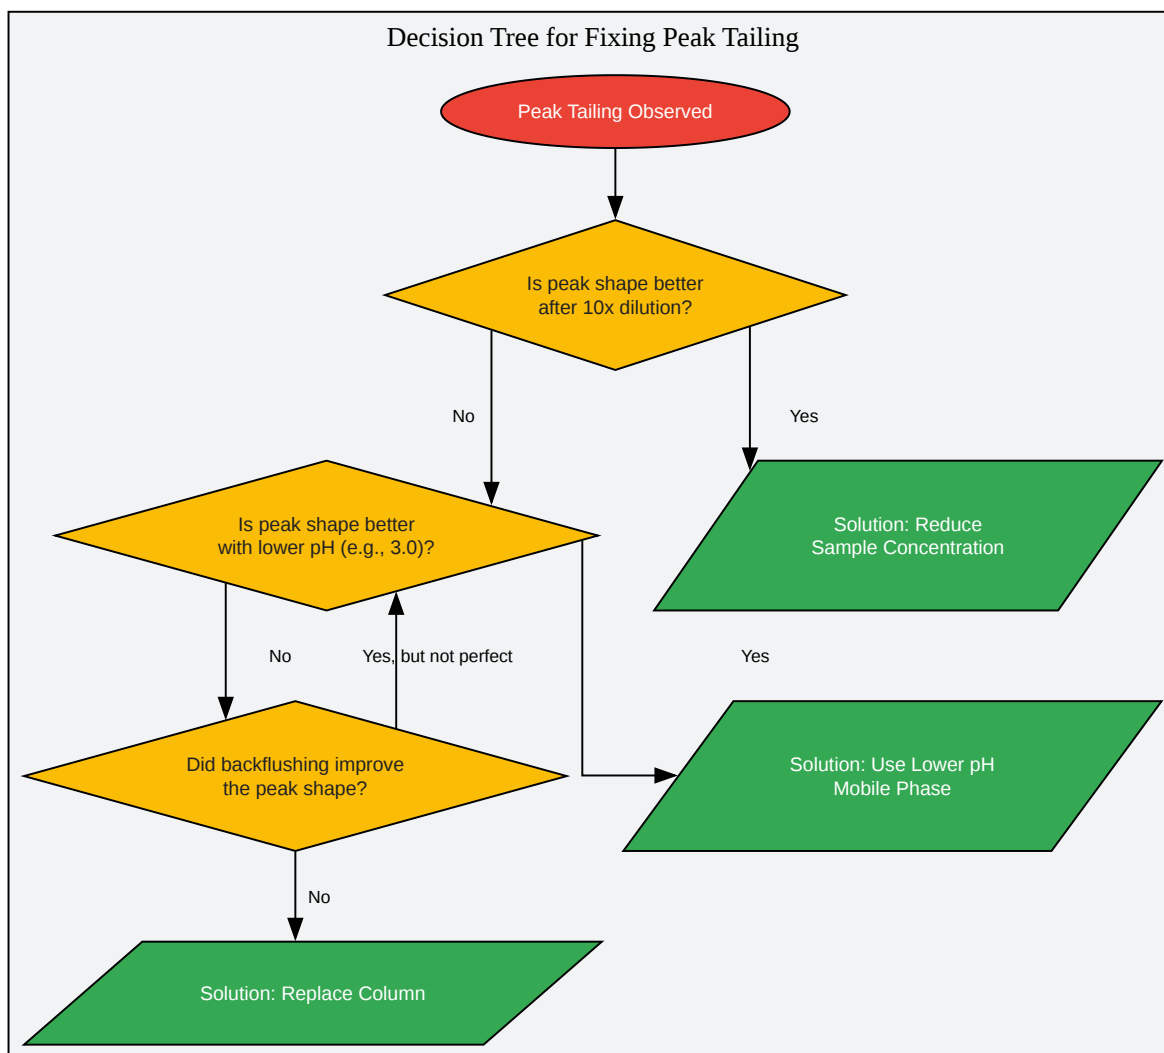 Decision Tree for Fixing Peak Tailing
Peak Tailing Observed
Is peak shape better
after 10x dilution?
No
Yes
Is peak shape better
with lower pH (e.g., 3.0)?
Solution: Reduce
Sample Concentration
No
Yes, but not perfect
Yes
Did backflushing improve
the peak shape?
Solution: Use Lower pH
Mobile Phase
No
Solution: Replace Column